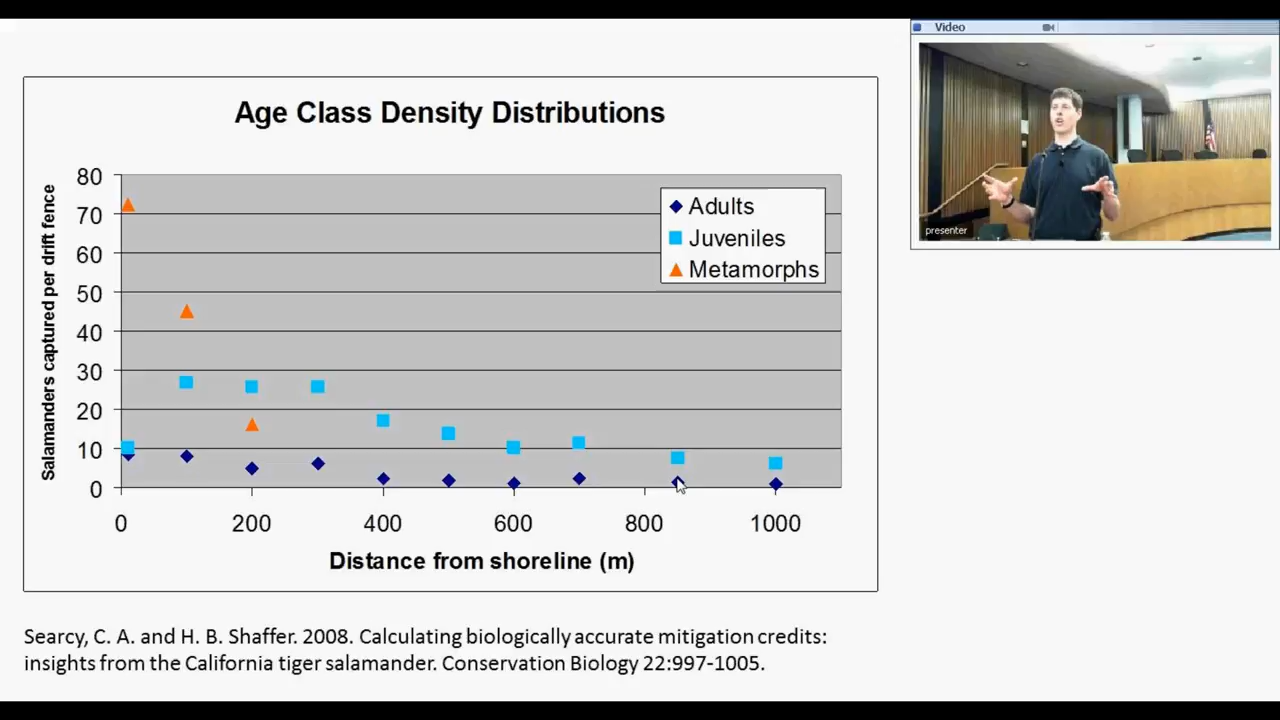 Video
presenter
Age Class Density Distributions
Salamanders captured per drift fence
80
70
60
50
40
30
20
10
0
Adults
Juveniles
Metamorphs
0 200 400 600 800 1000
Distance from shoreline (m)
Searcy, C. A. and H. B. Shaffer. 2008. Calculating biologically accurate mitigation credits:
insights from the California tiger salamander. Conservation Biology 22:997-1005.